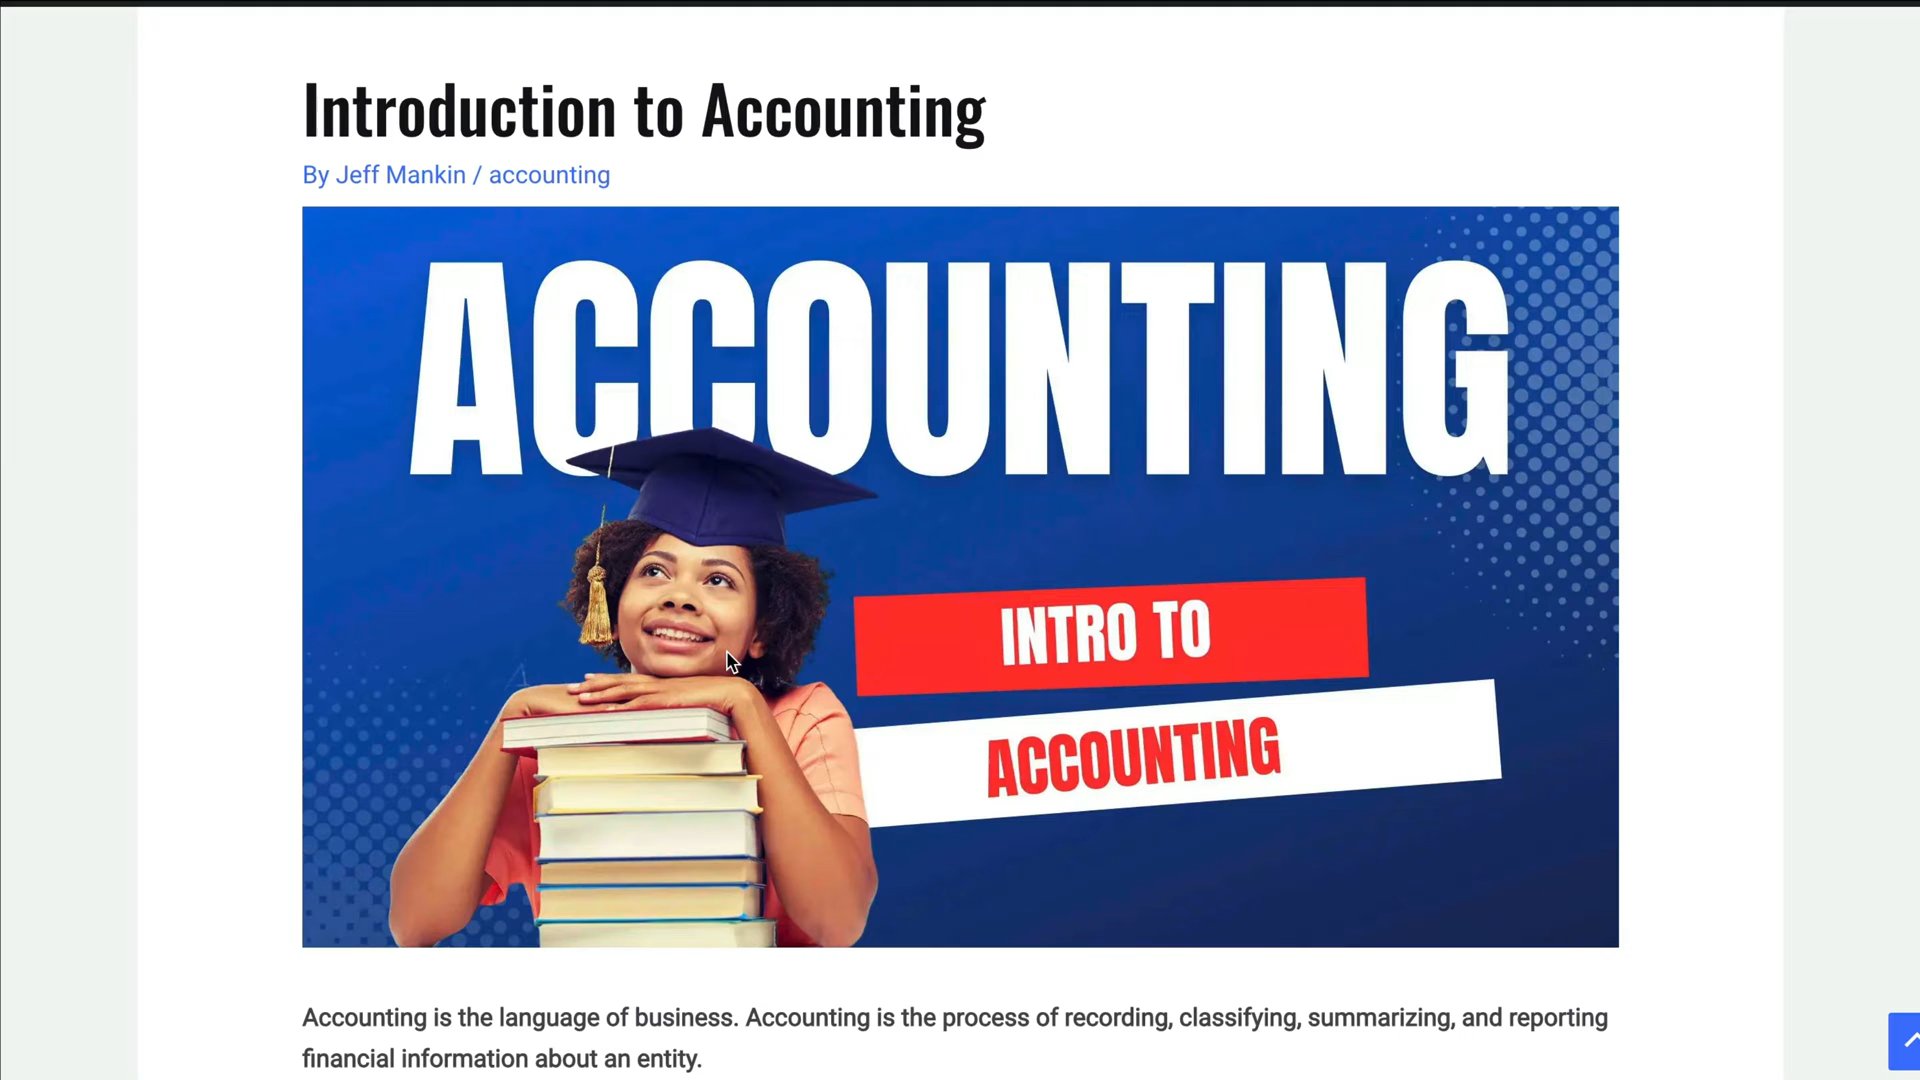 Introduction to Accounting
By Jeff Mankin / accounting
ACCOUNTING
INTRO TO
ACCOUNTING
Accounting is the language of business. Accounting is the process of recording, classifying, summarizing, and reporting
financial information about an entity.